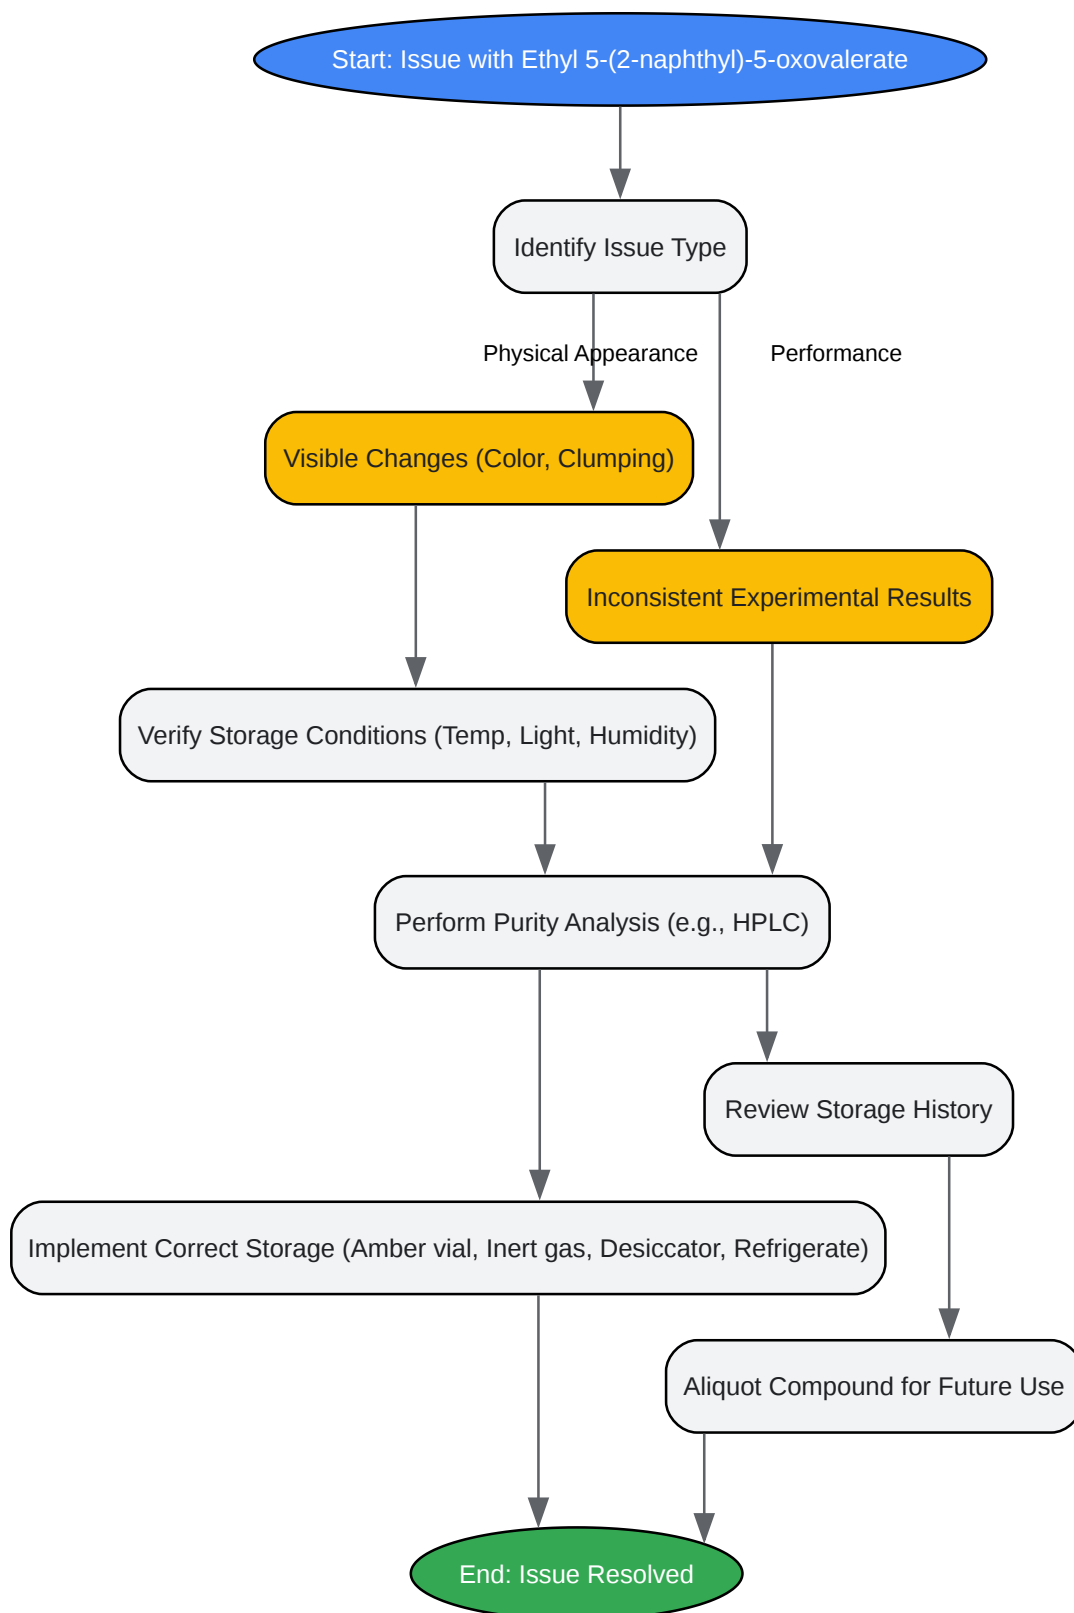 Start: Issue with Ethyl 5-(2-naphthyl)-5-oxovalerate
Identify Issue Type
Physical Appearance
Performance
Visible Changes (Color, Clumping)
Inconsistent Experimental Results
Verify Storage Conditions (Temp, Light, Humidity)
Perform Purity Analysis (e.g., HPLC)
Review Storage History
Implement Correct Storage (Amber vial, Inert gas, Desiccator, Refrigerate)
Aliquot Compound for Future Use
End: Issue Resolved